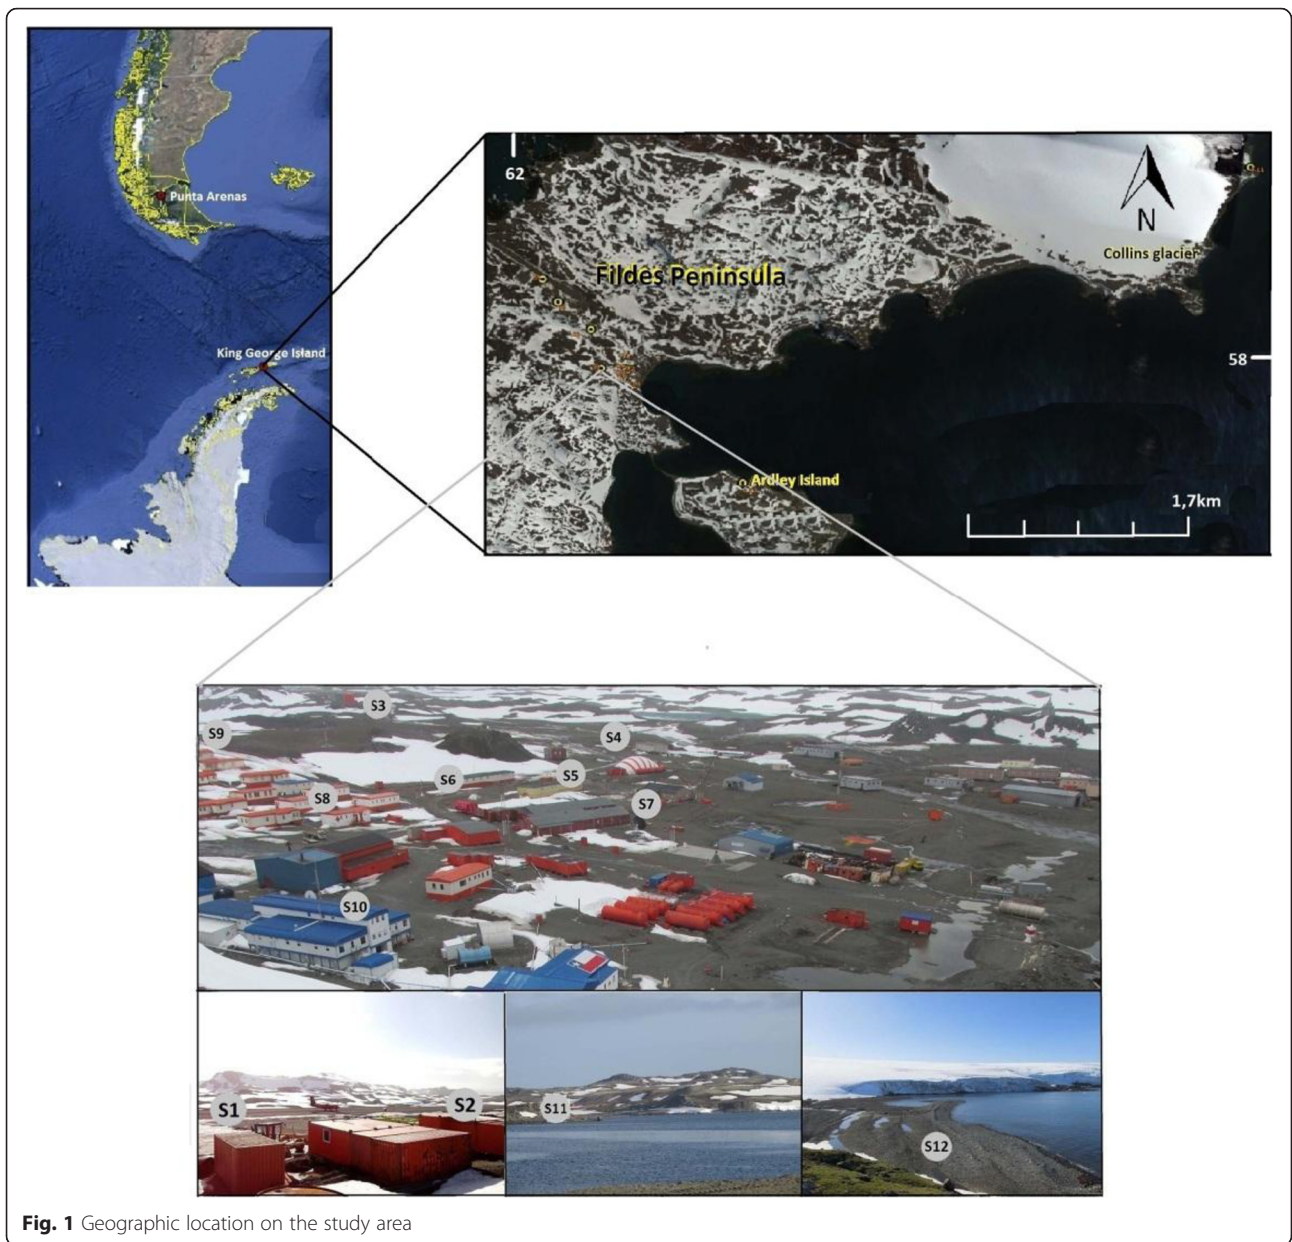 Punta Arenas
King George Island
62
N
Collins glacier
Fildes Peninsula
58
Ardley Island
1,7km
S3
S9
S4
S6
S5
S8
S7
S10
S1
S2
S11
S12
Fig. 1 Geographic location on the study area